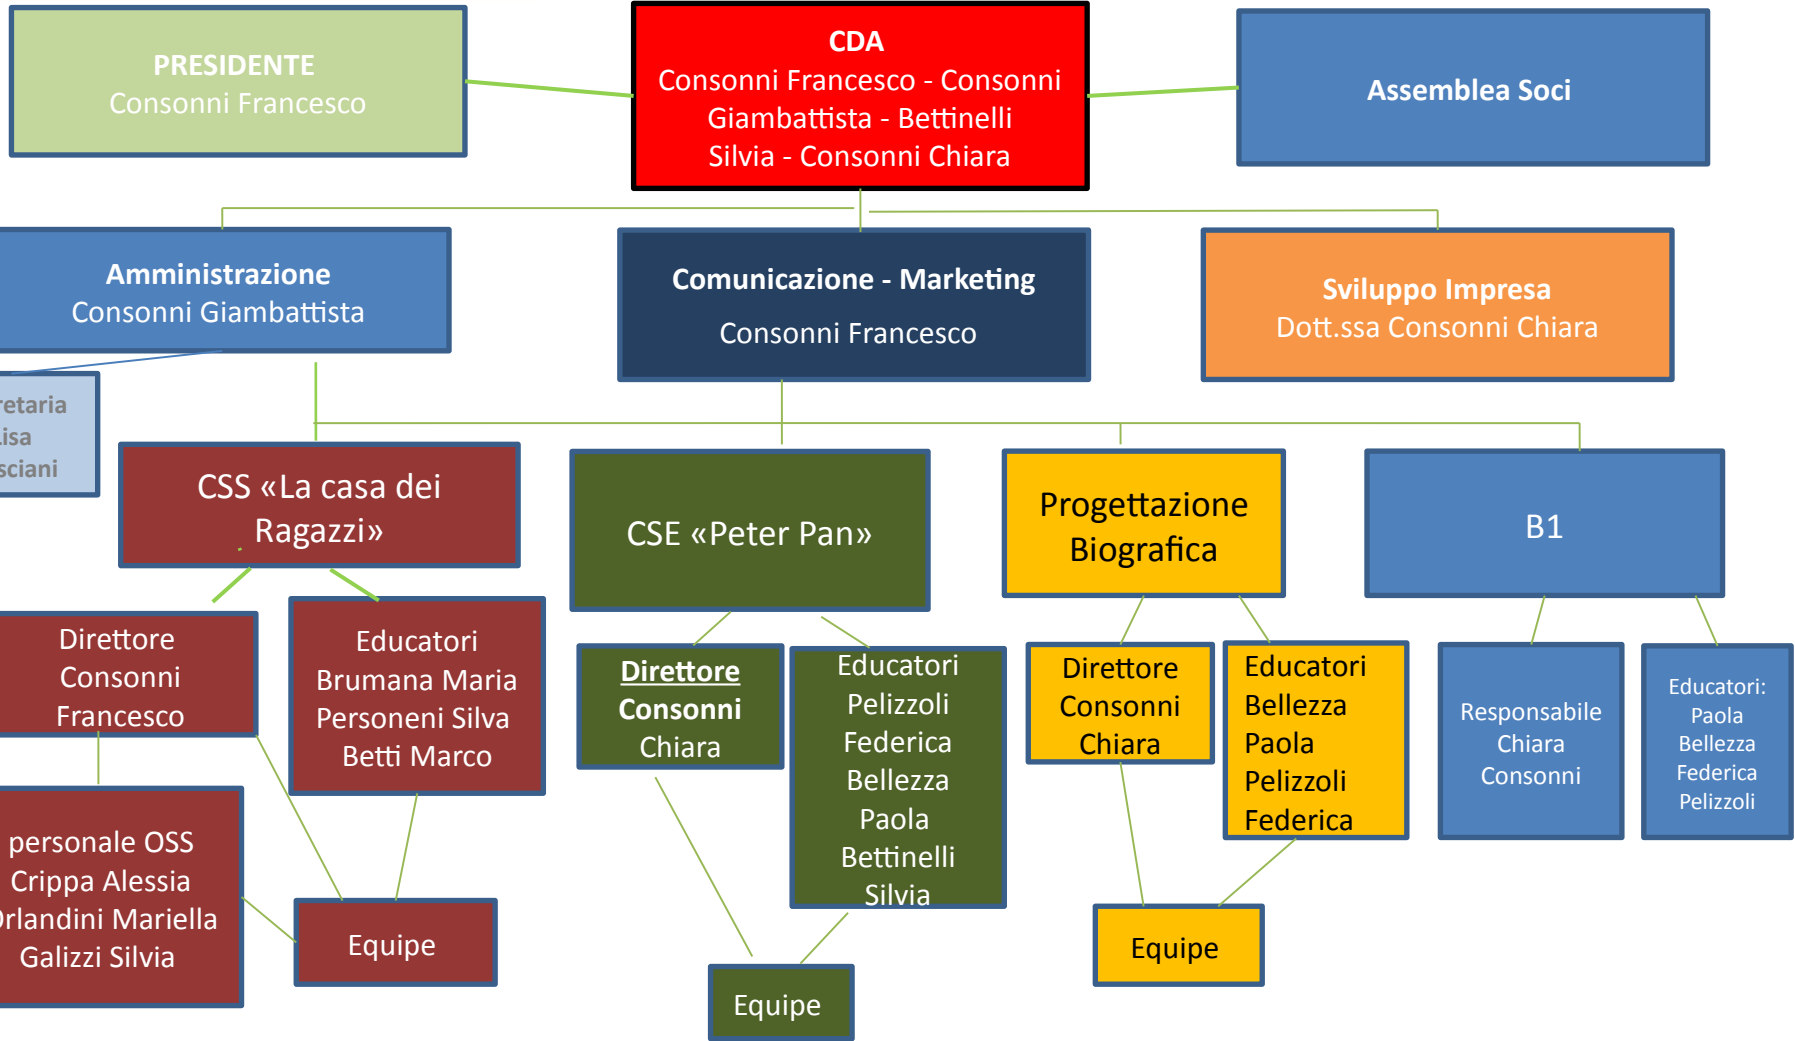 PRESIDENTE
Consonni Francesco
CDA
Consonni Francesco - Consonni
Giambattista - Bettinelli
Silvia - Consonni Chiara
Assemblea Soci
Amministrazione
Consonni Giambattista
Comunicazione - Marketing
Consonni Francesco
Sviluppo Impresa
Dott.ssa Consonni Chiara
CSS «La casa dei
Ragazzi»
CSE «Peter Pan»
Progettazione
Biografica
B1
Direttore
Consonni
Francesco
Educatori
Brumana Maria
Personeni Silva
Betti Marco
Direttore
Consonni
Chiara
Educatori
Pelizzoli
Federica
Bellezza
Paola
Bettinelli
Silvia
Direttore
Consonni
Chiara
Educatori
Bellezza
Paola
Pelizzoli
Federica
Responsabile
Chiara
Consonni
Educatori:
Paola
Bellezza
Federica
Pelizzoli
personale OSS
Crippa Alessia
Orlandini Mariella
Galizzi Silvia
Equipe
Equipe
Equipe